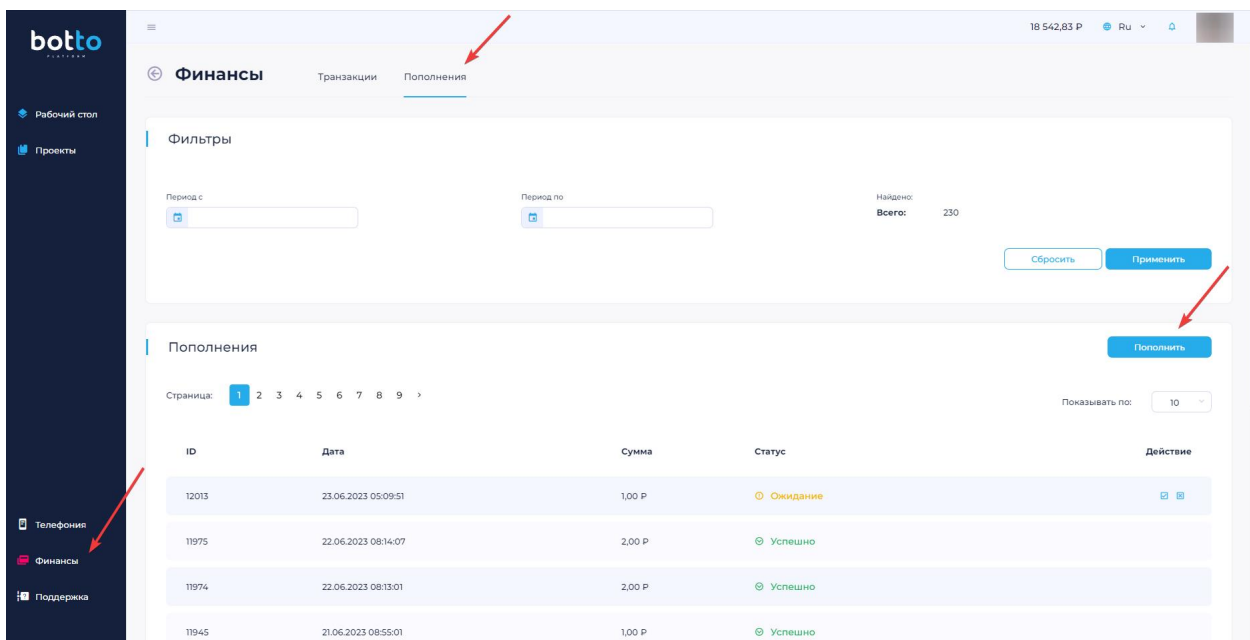 botto
PLATFORM
18 542,83 ₽ Ru
Финансы Транзакции Пополнения
Рабочий стол
Проекты
Фильтры
Период с Период по Найдено:
Всего: 230
Сбросить Применить
Пополнения Пополнить
Страница: 1 2 3 4 5 6 7 8 9 >
Показывать по: 10
ID Дата Сумма Статус Действие
12013 23.06.2023 05:09:51 1,00 ₽ Ожидание
11975 22.06.2023 08:14:07 2,00 ₽ Успешно
11974 22.06.2023 08:13:01 2,00 ₽ Успешно
11945 21.06.2023 08:55:01 1,00 ₽ Успешно
Телефония
Финансы
Поддержка